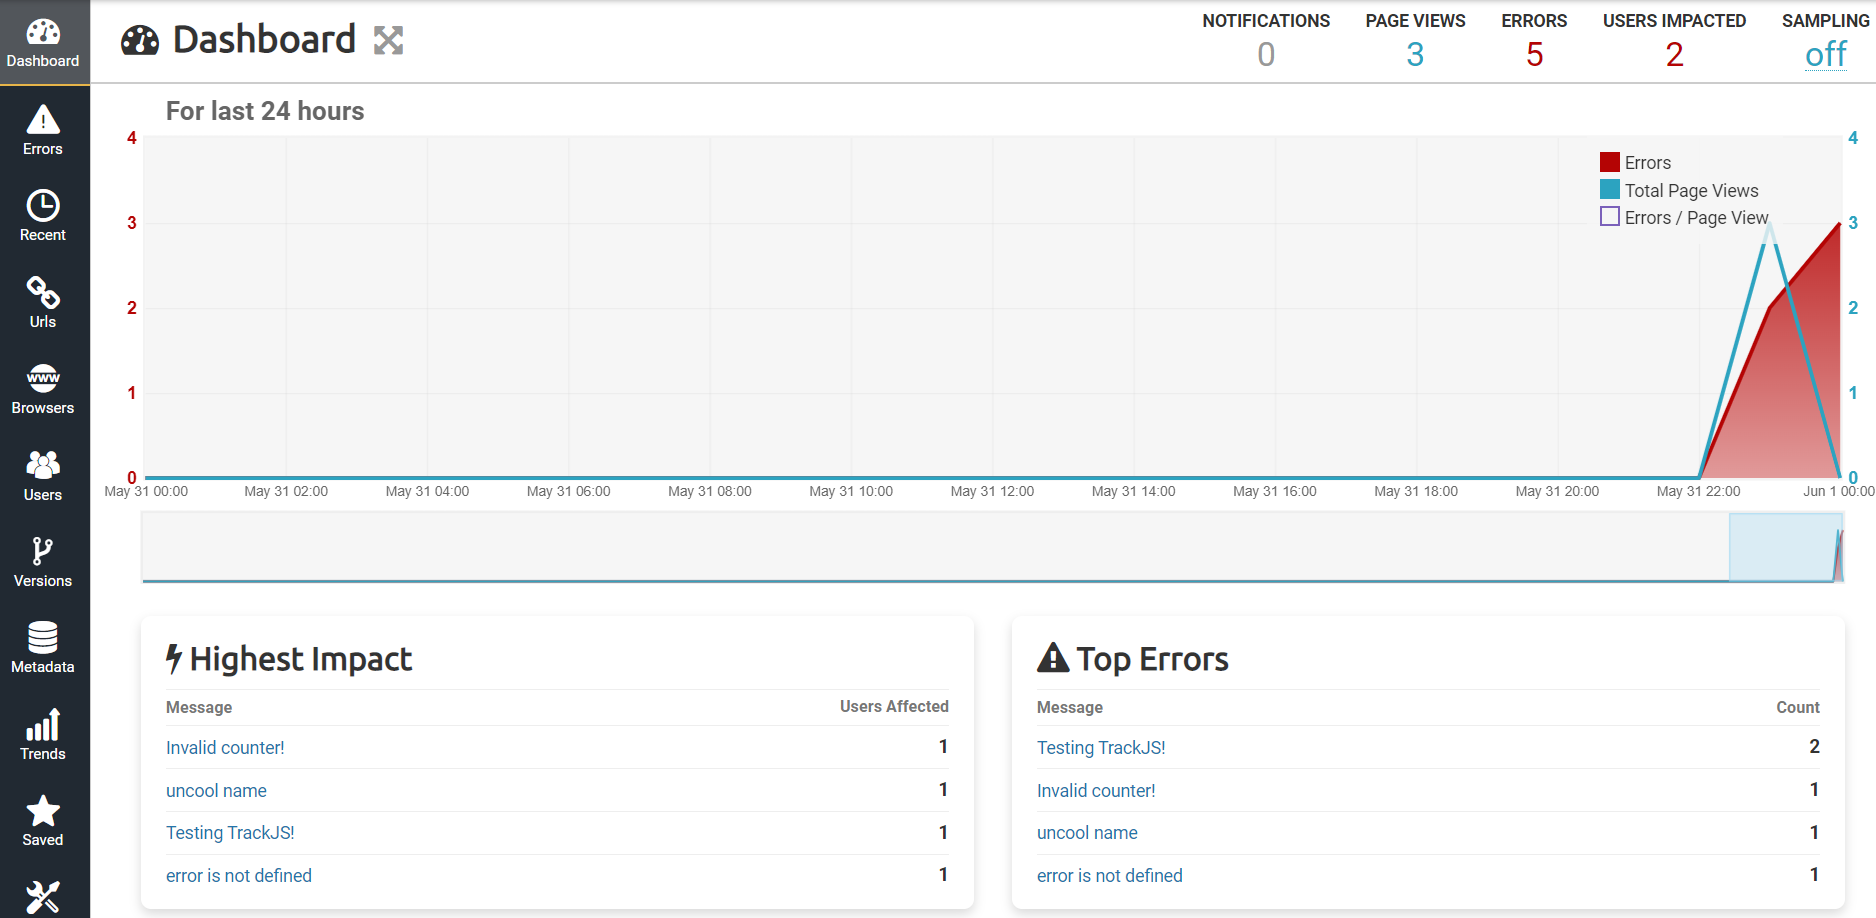 Dashboard
Errors
Recent
Urls
WWW
Browsers
Users
Versions
Metadata
Trends
Saved
Dashboard
NOTIFICATIONS PAGE VIEWS ERRORS USERS IMPACTED SAMPLING
0 3 5 2 off
For last 24 hours
4 4
Errors
Total Page Views
Errors / Page View
3 3
2 2
1 1
0 0
May 31 00:00 May 31 02:00 May 31 04:00 May 31 06:00 May 31 08:00 May 31 10:00 May 31 12:00 May 31 14:00 May 31 16:00 May 31 18:00 May 31 20:00 May 31 22:00 Jun 1 00:00
Highest Impact
Message Users Affected
Invalid counter! 1
uncool name 1
Testing TrackJS! 1
error is not defined 1
Top Errors
Message Count
Testing TrackJS! 2
Invalid counter! 1
uncool name 1
error is not defined 1